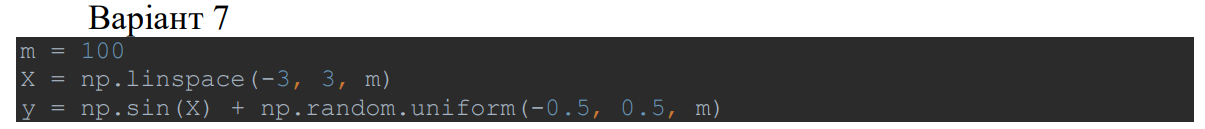 Варіант 7
m = 100
X = np.linspace(-3, 3, m)
y = np.sin(X) + np.random.uniform(-0.5, 0.5, m)